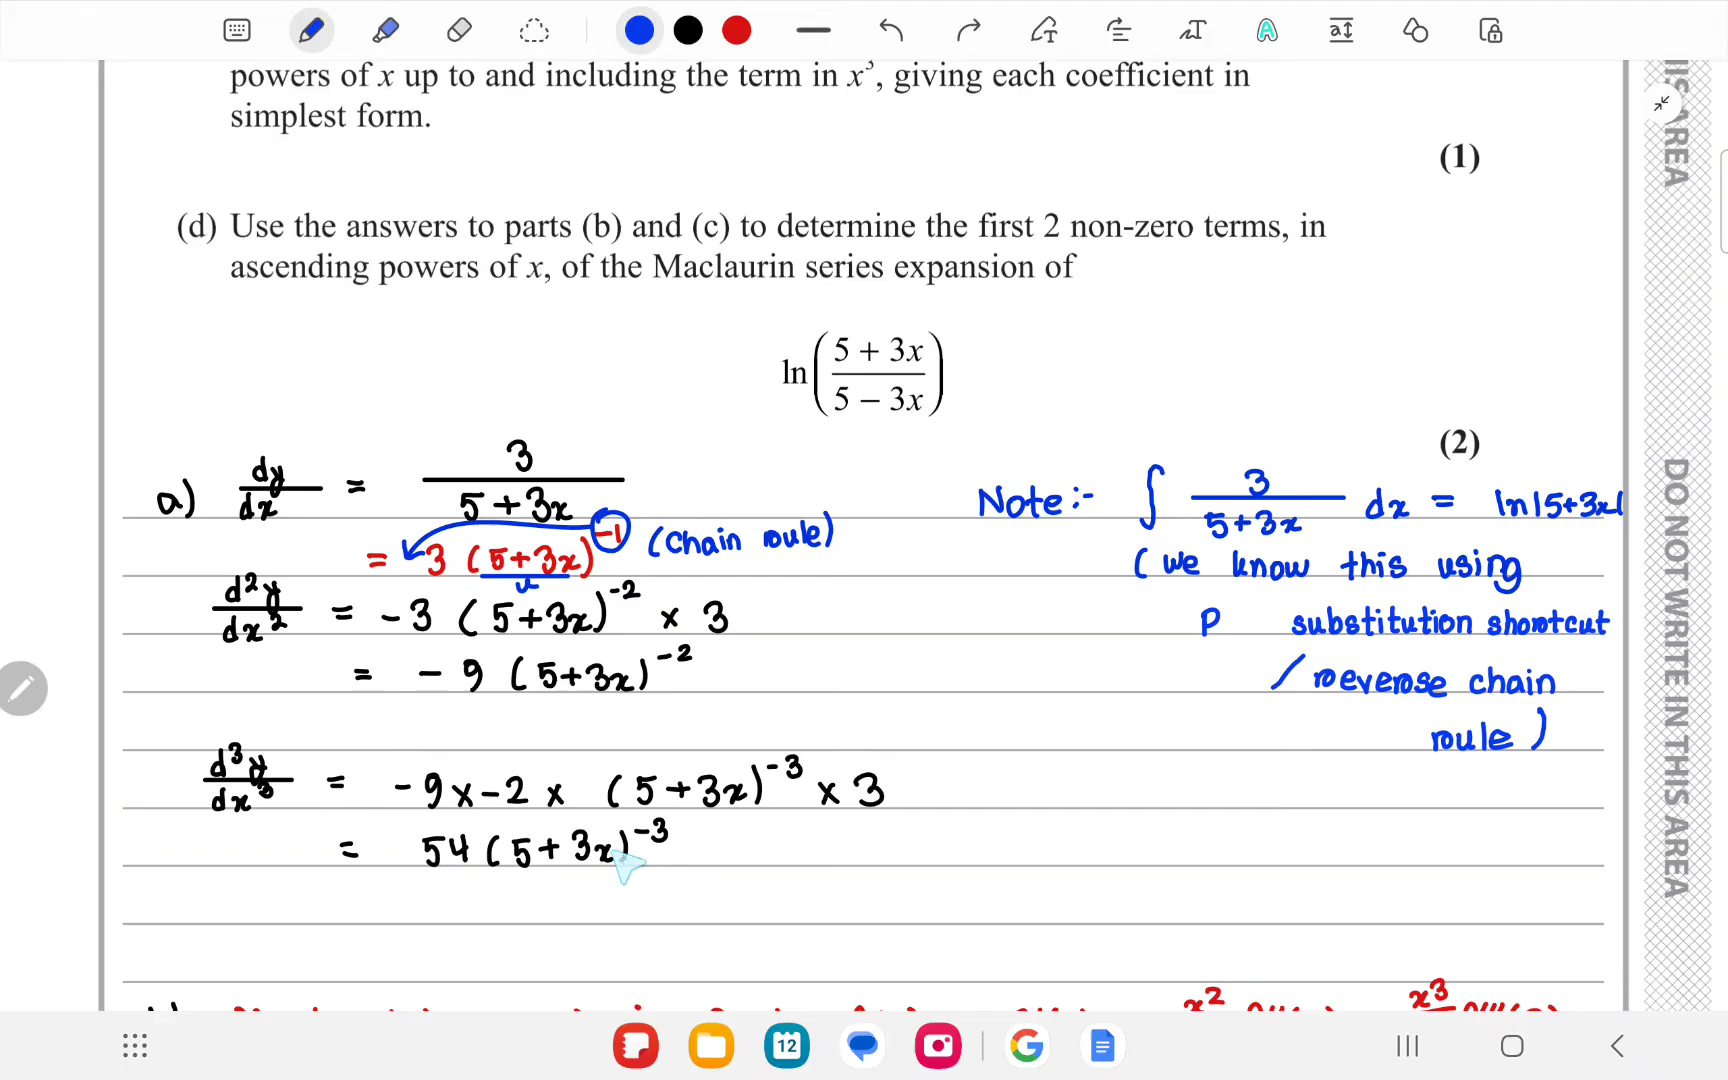 powers of x up to and including the term in x³, giving each coefficient in
simplest form.
(1)
(d) Use the answers to parts (b) and (c) to determine the first 2 non-zero terms, in
ascending powers of x, of the Maclaurin series expansion of
ln((5 + 3x)/(5 − 3x))
(2)
a) dy/dx = 3/(5+3x)
= 3 (5+3x)⁻¹ (chain rule)
d²y/dx² = -3 (5+3x)⁻² × 3
= -9 (5+3x)⁻²
d³y/dx³ = -9×-2× (5+3x)⁻³ × 3
= 54 (5+3x)⁻³
Note:- ∫ 3/(5+3x) dx = ln|5+3x|
(we know this using
P substitution shortcut
/ reverse chain
rule)
x² x³
DO NOT WRITE IN THIS AREA
IS AREA
12